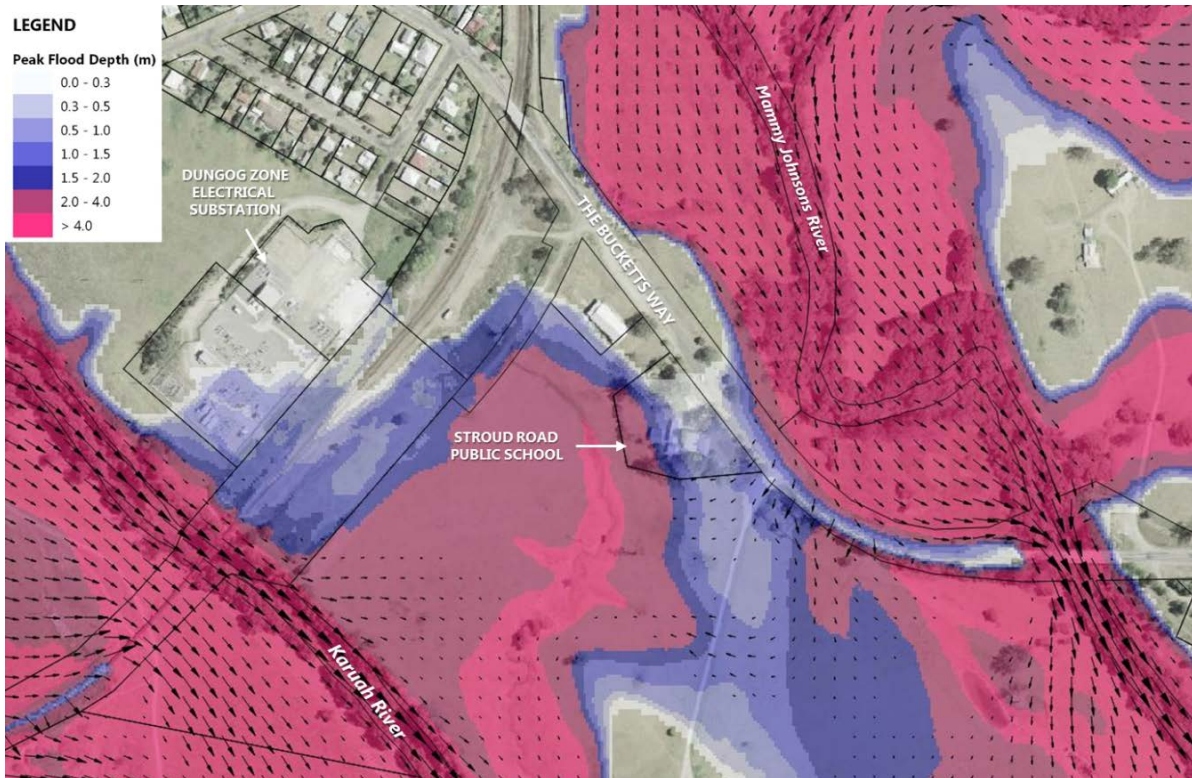 LEGEND
Peak Flood Depth (m)
0.0 - 0.3
0.3 - 0.5
0.5 - 1.0
1.0 - 1.5
1.5 - 2.0
2.0 - 4.0
> 4.0
DUNGOG ZONE
ELECTRICAL
SUBSTATION
THE BUCKETTS WAY
Mammy Johnsons River
STROUD ROAD
PUBLIC SCHOOL
Karuah River